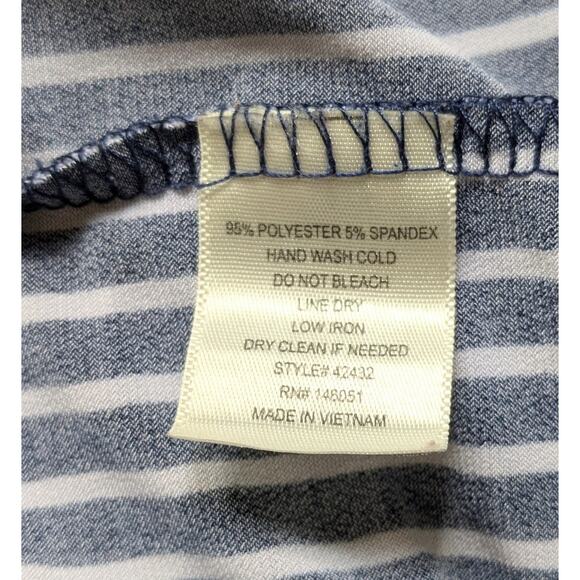 95% POLYESTER 5% SPANDEX
HAND WASH COLD
DO NOT BLEACH
LINE DRY
LOW IRON
DRY CLEAN IF NEEDED
STYLE# 42432
RN# 146051
MADE IN VIETNAM